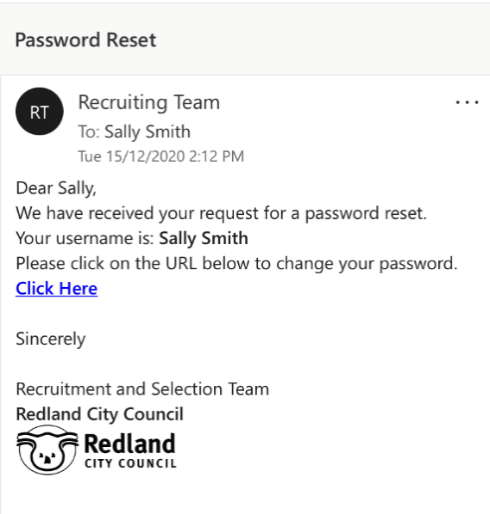 Password Reset
RT
Recruiting Team
To: Sally Smith
Tue 15/12/2020 2:12 PM
Dear Sally,
We have received your request for a password reset.
Your username is: Sally Smith
Please click on the URL below to change your password.
Click Here
Sincerely
Recruitment and Selection Team
Redland City Council
Redland
CITY COUNCIL